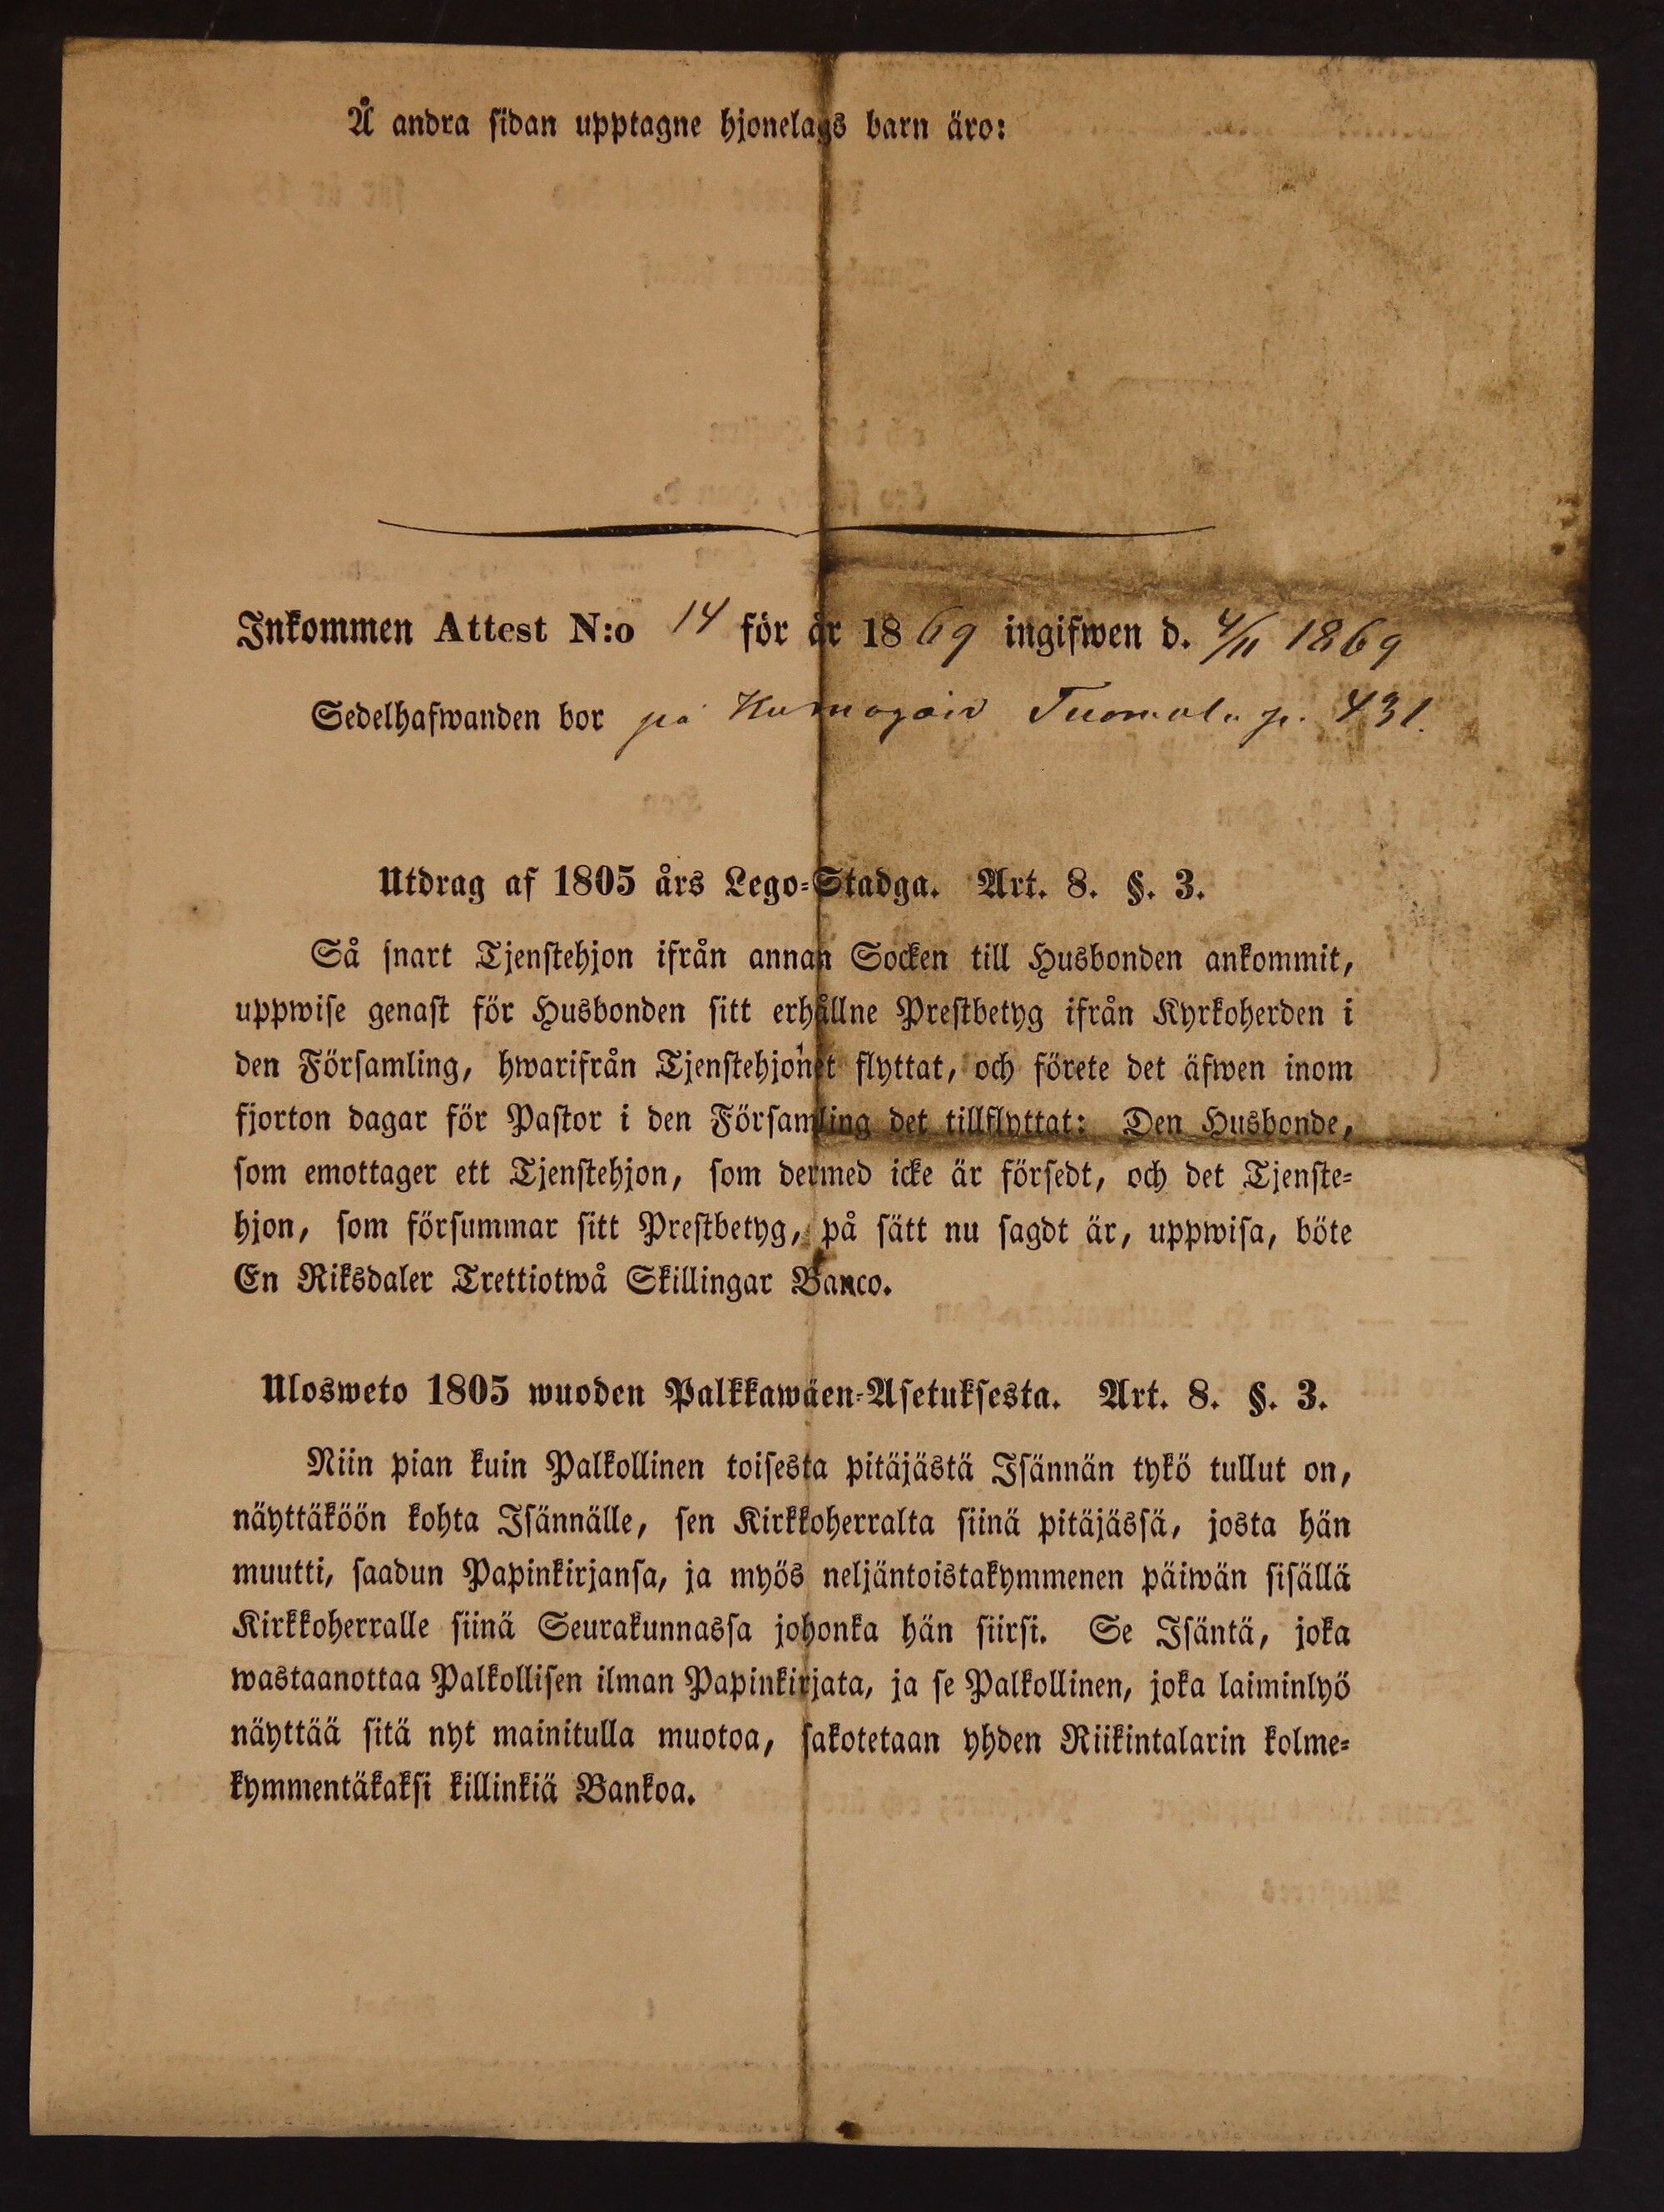 Å andra sidan upptagne hjonelags barn äro:
Inkommen Attest N:o 14 för år 1869 ingifwen d. 4/11 1869
Sedelhafwanden bor på Tuomola p. 431.
Utdrag af 1805 års Lego-Stadga. Art. 8. §. 3.
Så snart Tjenstehjon ifrån annan Socken till Husbonden ankommit,
uppwise genast för Husbonden sitt erhållne Prestbetyg ifrån Kyrkoherden i
den Församling, hwarifrån Tjenstehjonet flyttat, och förete det äfwen inom
fjorton dagar för Pastor i den Församling det tillflyttat: Den Husbonde,
som emottager ett Tjenstehjon, som dermed icke är försedt, och det Tjenste-
hjon, som försummar sitt Prestbetyg, på sätt nu sagdt är, uppwisa, böte
En Riksdaler Trettiotwå Skillingar Banco.
Ulosweto 1805 wuoden Palkkawäen-Asetuksesta. Art. 8. §. 3.
Niin pian kuin Palkollinen toisesta pitäjästä Isännän tykö tullut on,
näyttäköön kohta Isännälle, sen Kirkkoherralta siinä pitäjässä, josta hän
muutti, saadun Papinkirjansa, ja myös neljäntoistakymmenen päiwän sisällä
Kirkkoherralle siinä Seurakunnassa johonka hän siirsi. Se Isäntä, joka
wastaanottaa Palkollisen ilman Papinkirjata, ja se Palkollinen, joka laiminlyö
näyttää sitä nyt mainitulla muotoa, sakotetaan yhden Riikintalarin kolme-
kymmentäkaksi killinkiä Bankoa.